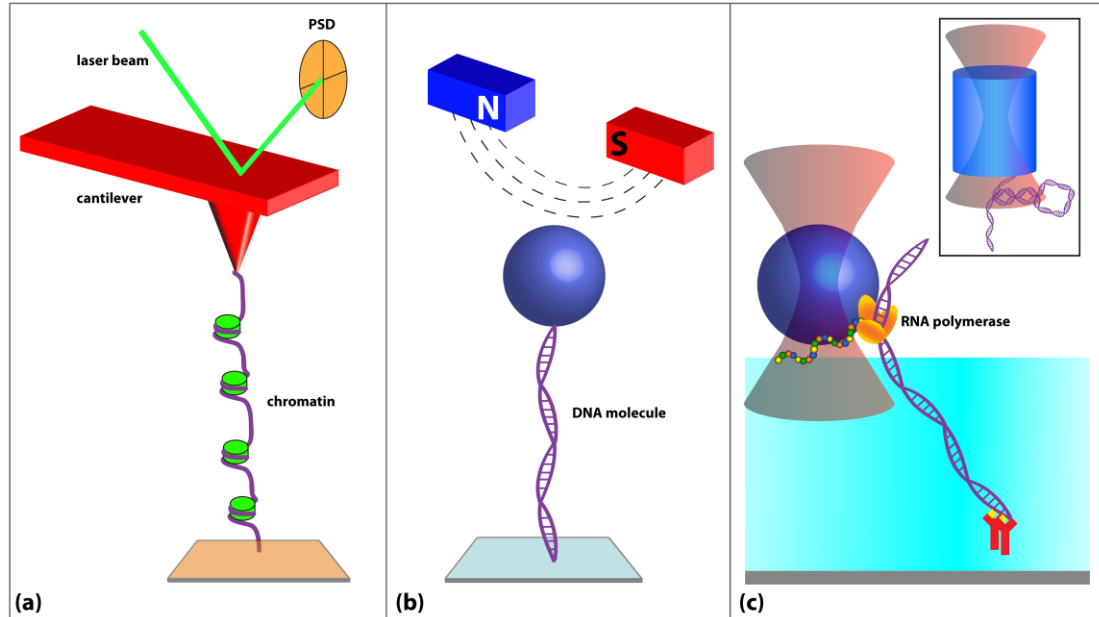 PSD
laser beam
cantilever
chromatin
(a)
N
S
DNA molecule
(b)
RNA polymerase
(c)